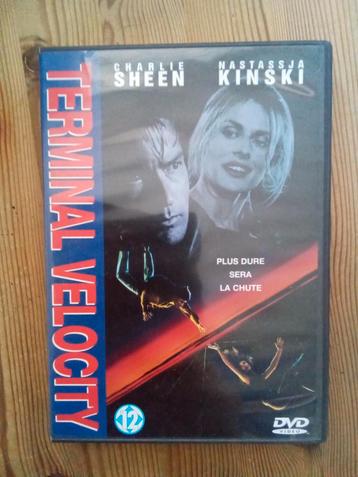 CHARLIE
SHEEN
NASTASSJA
KINSKI
TERMINAL VELOCITY
PLUS DURE
SERA
LA CHUTE
12
DVD
VIDEO